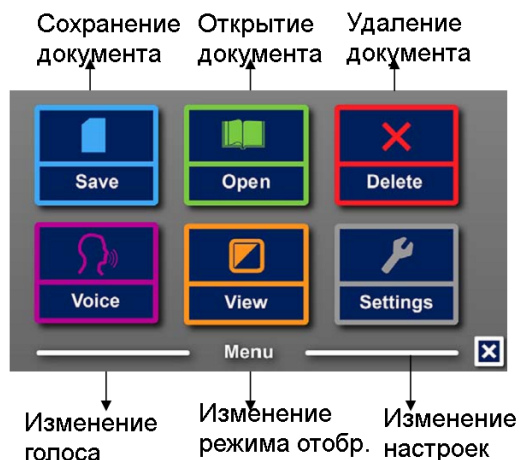 Сохранение Открытие Удаление
документа документа документа
Save Open Delete
Voice View Settings
Menu
Изменение Изменение Изменение
голоса режима отобр. настроек